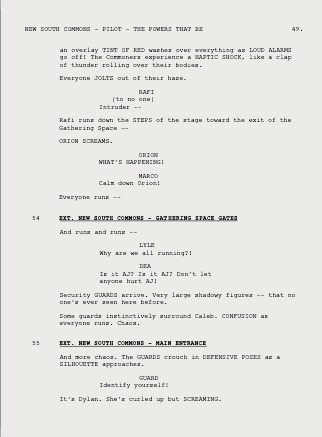 NEW SOUTH COMMONS - PILOT - THE POWERS THAT BE 49.
an overlay TINT OF RED washes over everything as LOUD ALARMS
go off! The Commoners experience a HAPTIC SHOCK, like a clap
of thunder rolling over their bodies.
Everyone JOLTS out of their haze.
RAFI
(to no one)
Intruder --
Rafi runs down the STEPS of the stage toward the exit of the
Gathering Space --
ORION SCREAMS.
ORION
WHAT'S HAPPENING!
MARCO
Calm down Orion!
Everyone runs --
54 EXT. NEW SOUTH COMMONS - GATHERING SPACE GATES
And runs and runs --
LYLE
Why are we all running?!
DEA
Is it AJ? Is it AJ? Don't let
anyone hurt AJ!
Security GUARDS arrive. Very large shadowy figures -- that no
one's ever seen here before.
Some guards instinctively surround Caleb. CONFUSION as
everyone runs. Chaos.
55 EXT. NEW SOUTH COMMONS - MAIN ENTRANCE
And more chaos. The GUARDS crouch in DEFENSIVE POSES as a
SILHOUETTE approaches.
GUARD
Identify yourself!
It's Dylan. She's curled up but SCREAMING.